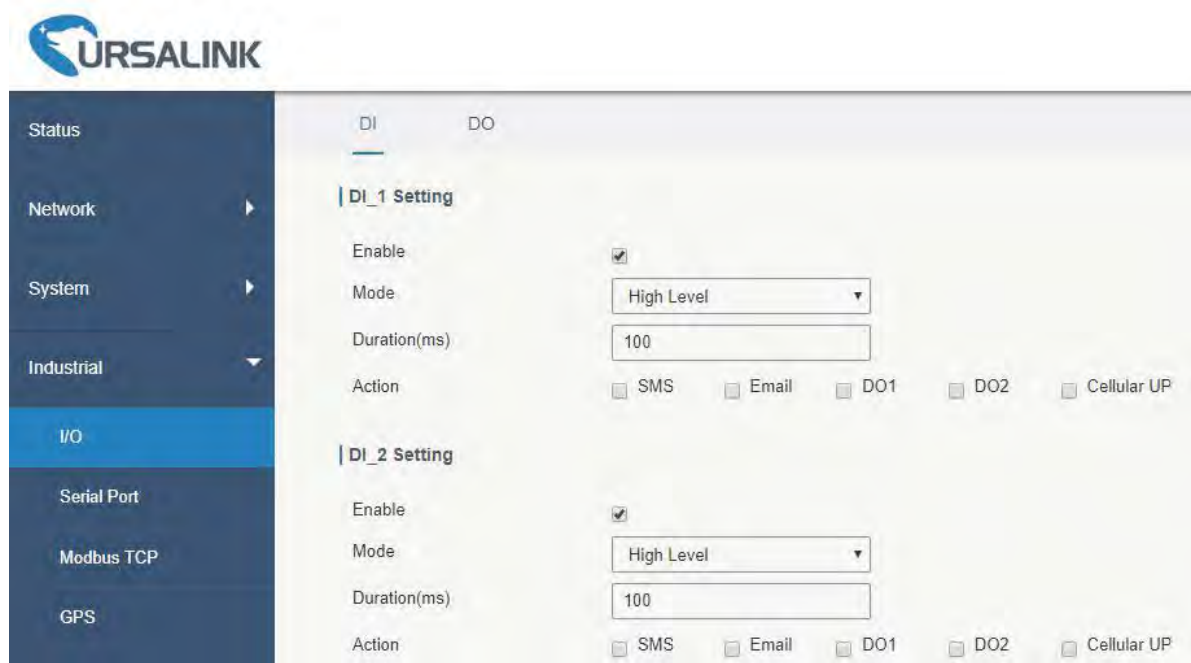 URSALINK
Status
Network
System
Industrial
I/O
Serial Port
Modbus TCP
GPS
DI DO
DI_1 Setting
Enable
Mode High Level
Duration(ms) 100
Action SMS Email DO1 DO2 Cellular UP
DI_2 Setting
Enable
Mode High Level
Duration(ms) 100
Action SMS Email DO1 DO2 Cellular UP